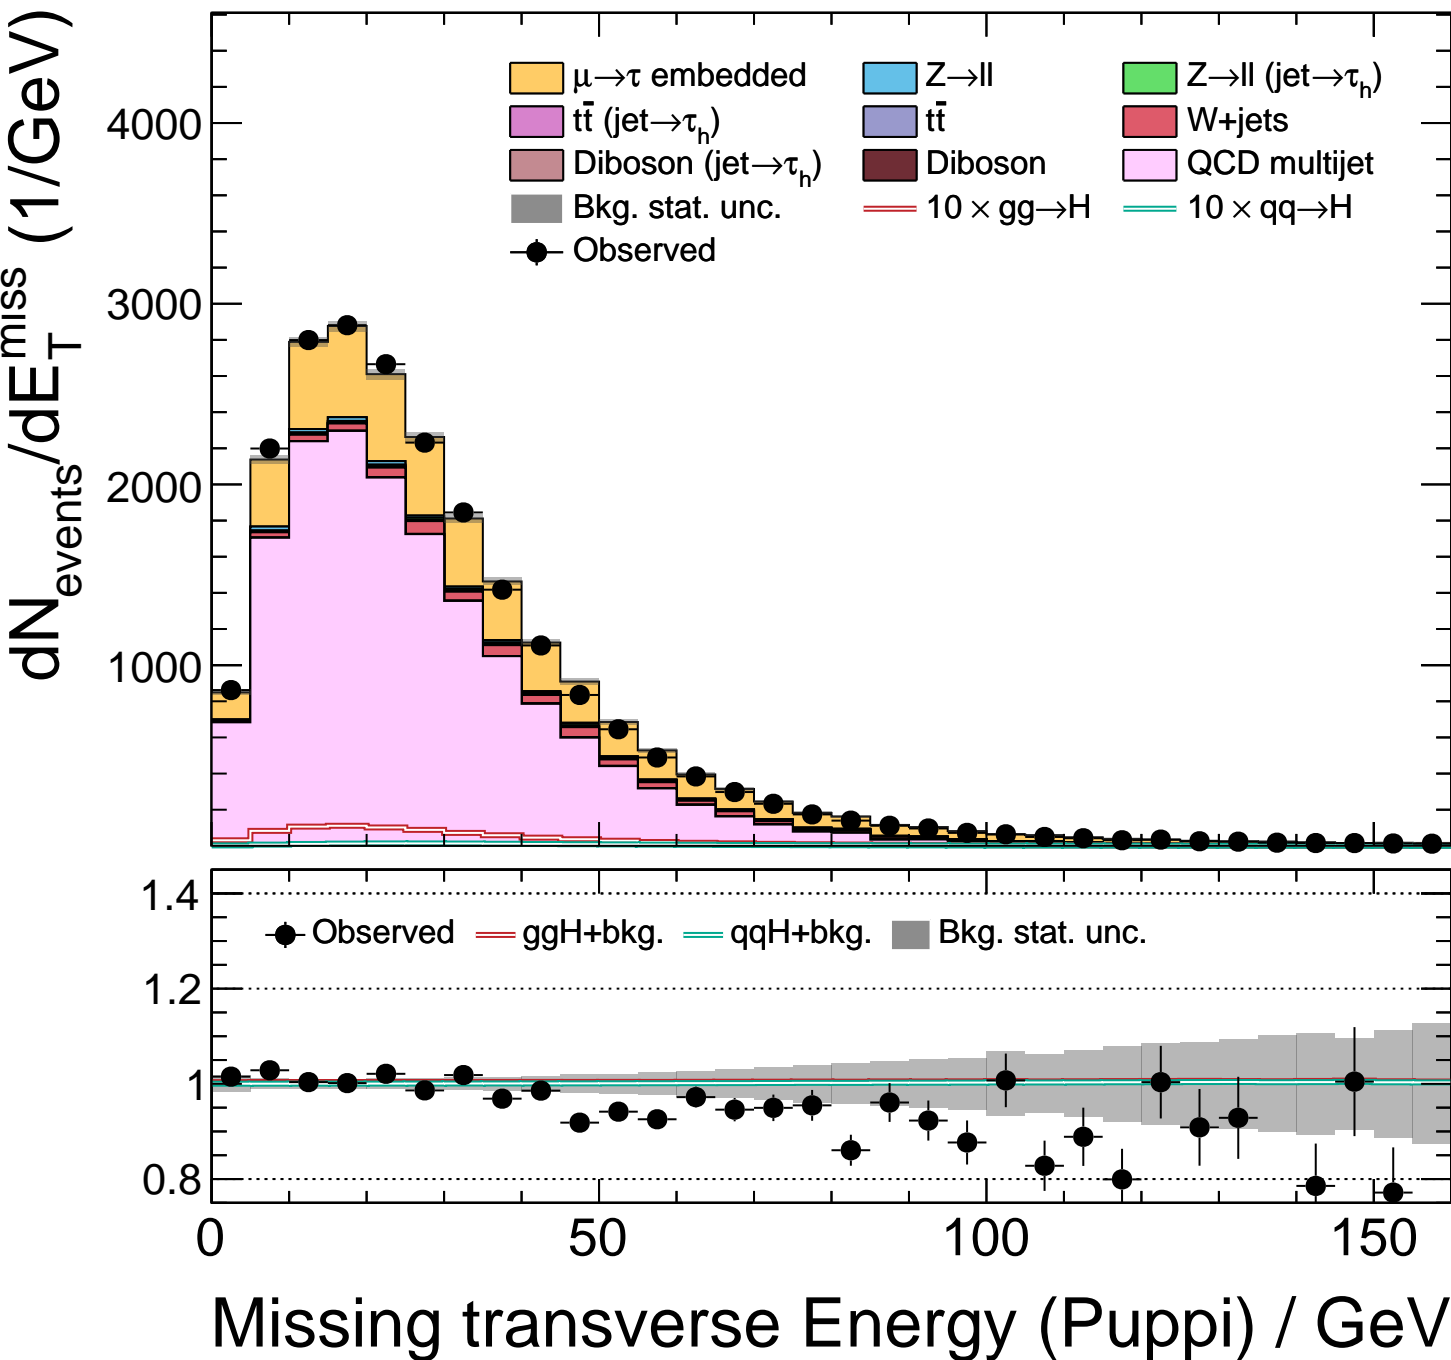 dN_events/dE_T^miss (1/GeV)
4000
3000
2000
1000
μ→τ embedded Z→ll Z→ll (jet→τ_h)
tt̄ (jet→τ_h) tt̄ W+jets
Diboson (jet→τ_h) Diboson QCD multijet
Bkg. stat. unc. 10 × gg→H 10 × qq→H
Observed
1.4
1.2
1
0.8
Observed ggH+bkg. qqH+bkg. Bkg. stat. unc.
0 50 100 150
Missing transverse Energy (Puppi) / GeV